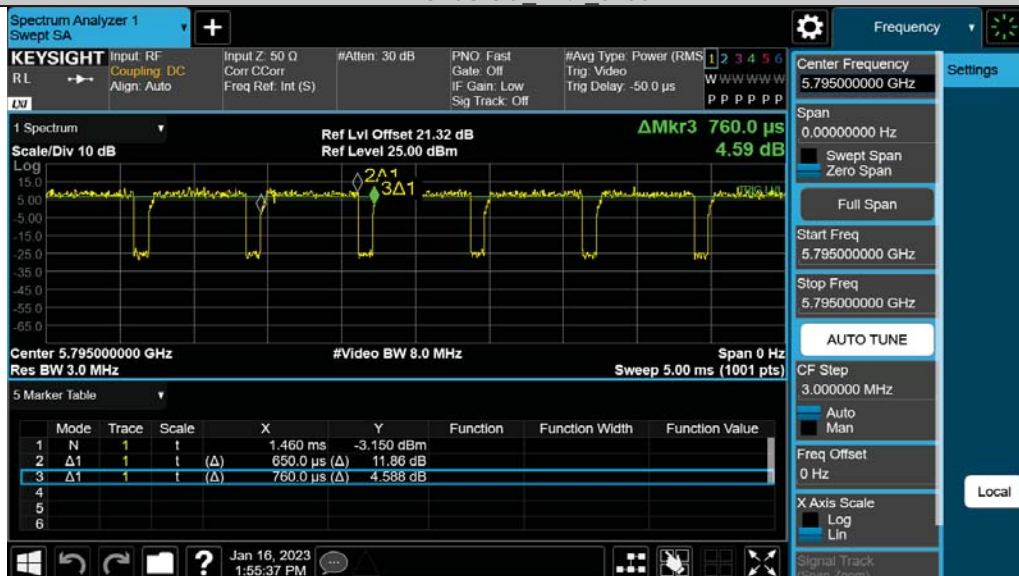 Spectrum Analyzer 1
Swept SA
+
Frequency
KEYSIGHT
RL
LXI
Input: RF
Coupling: DC
Align: Auto
Input Z: 50 Ω
Corr CCorr
Freq Ref: Int (S)
#Atten: 30 dB
PNO: Fast
Gate: Off
IF Gain: Low
Sig Track: Off
#Avg Type: Power (RMS
Trig: Video
Trig Delay: -50.0 µs
1 2 3 4 5 6
W W W W W W
P P P P P P
1 Spectrum
Scale/Div 10 dB
Ref Lvl Offset 21.32 dB
Ref Level 25.00 dBm
ΔMkr3 760.0 µs
4.59 dB
Log
15.0
5.00
-5.00
-15.0
-25.0
-35.0
-45.0
-55.0
-65.0
2Δ1
3Δ1
TRIG LVL
Center 5.795000000 GHz
Res BW 3.0 MHz
#Video BW 8.0 MHz
Span 0 Hz
Sweep 5.00 ms (1001 pts)
5 Marker Table
Mode Trace Scale X Y Function Function Width Function Value
1 N 1 t 1.460 ms -3.150 dBm
2 Δ1 1 t (Δ) 650.0 µs (Δ) 11.86 dB
3 Δ1 1 t (Δ) 760.0 µs (Δ) 4.588 dB
4
5
6
?
Jan 16, 2023
1:55:37 PM
Center Frequency
5.795000000 GHz
Span
0.00000000 Hz
Swept Span
Zero Span
Full Span
Start Freq
5.795000000 GHz
Stop Freq
5.795000000 GHz
AUTO TUNE
CF Step
3.000000 MHz
Auto
Man
Freq Offset
0 Hz
X Axis Scale
Log
Lin
Signal Track
(Span Zoom)
Settings
Local